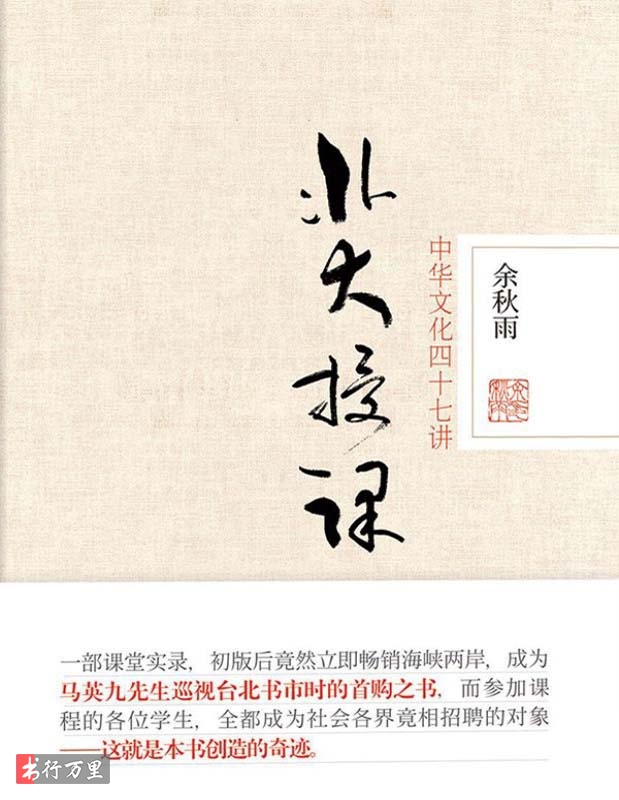 北大授课
中华文化四十七讲
余秋雨
一部课堂实录，初版后竟然立即畅销海峡两岸，成为
马英九先生巡视台北书市时的首购之书，而参加课
程的各位学生，全都成为社会各界竟相招聘的对象
——这就是本书创造的奇迹。
书行万里